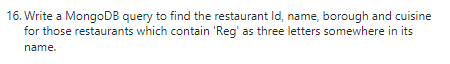 16. Write a MongoDB query to find the restaurant Id, name, borough and cuisine
for those restaurants which contain 'Reg' as three letters somewhere in its
name.